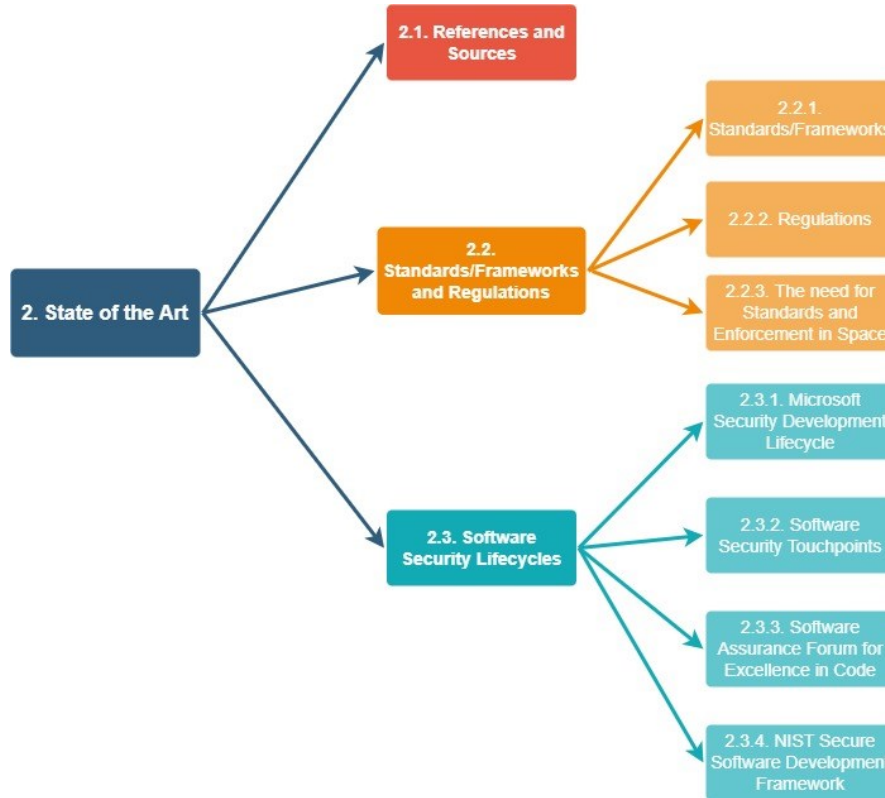 2.1. References and
Sources
2.2.1.
Standards/Frameworks
2.2.2. Regulations
2.2.
Standards/Frameworks
and Regulations
2.2.3. The need for
Standards and
Enforcement in Space
2. State of the Art
2.3.1. Microsoft
Security Development
Lifecycle
2.3. Software
Security Lifecycles
2.3.2. Software
Security Touchpoints
2.3.3. Software
Assurance Forum for
Excellence in Code
2.3.4. NIST Secure
Software Development
Framework